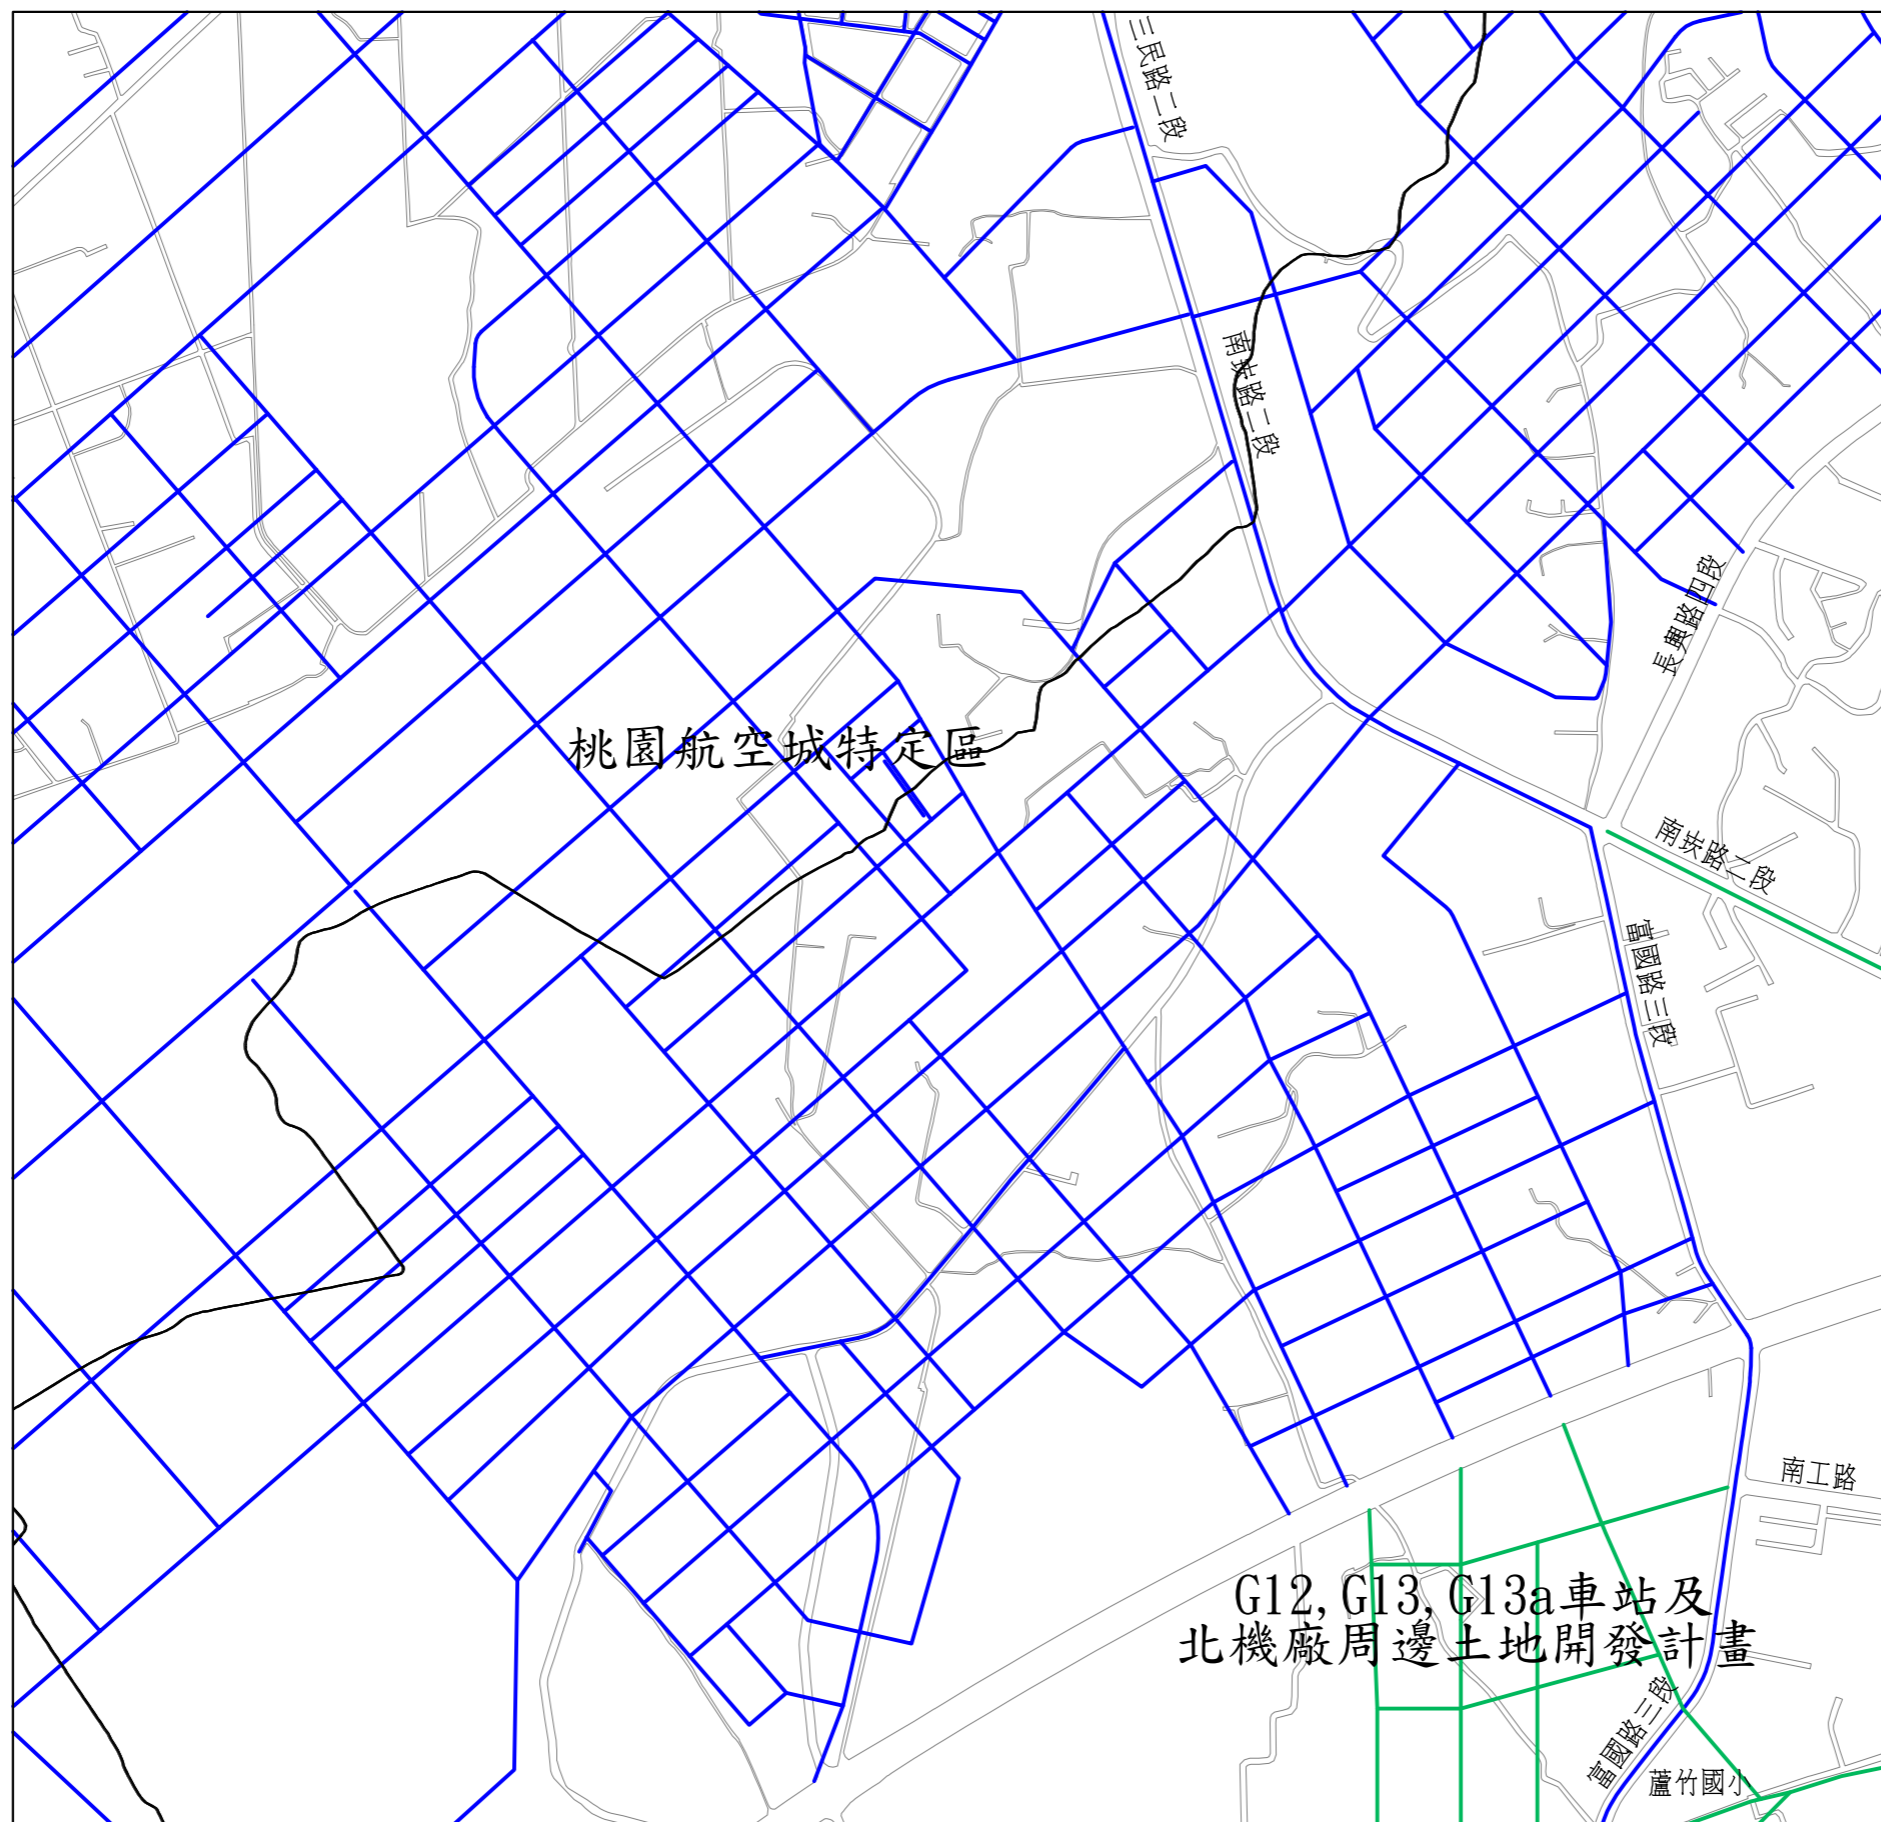 三民路二段
南崁路二段
長興路四段
桃園航空城特定區
南崁路二段
富國路三段
南工路
G12, G13, G13a車站及
北機廠周邊土地開發計畫
富國路三段
蘆竹國小